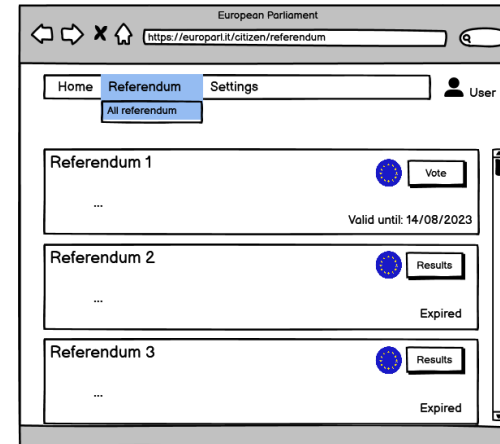 European Parliament
https://europarl.it/citizen/referendum
Home Referendum Settings
User
All referendum
Referendum 1
Vote
...
Valid until: 14/08/2023
Referendum 2
Results
...
Expired
Referendum 3
Results
...
Expired